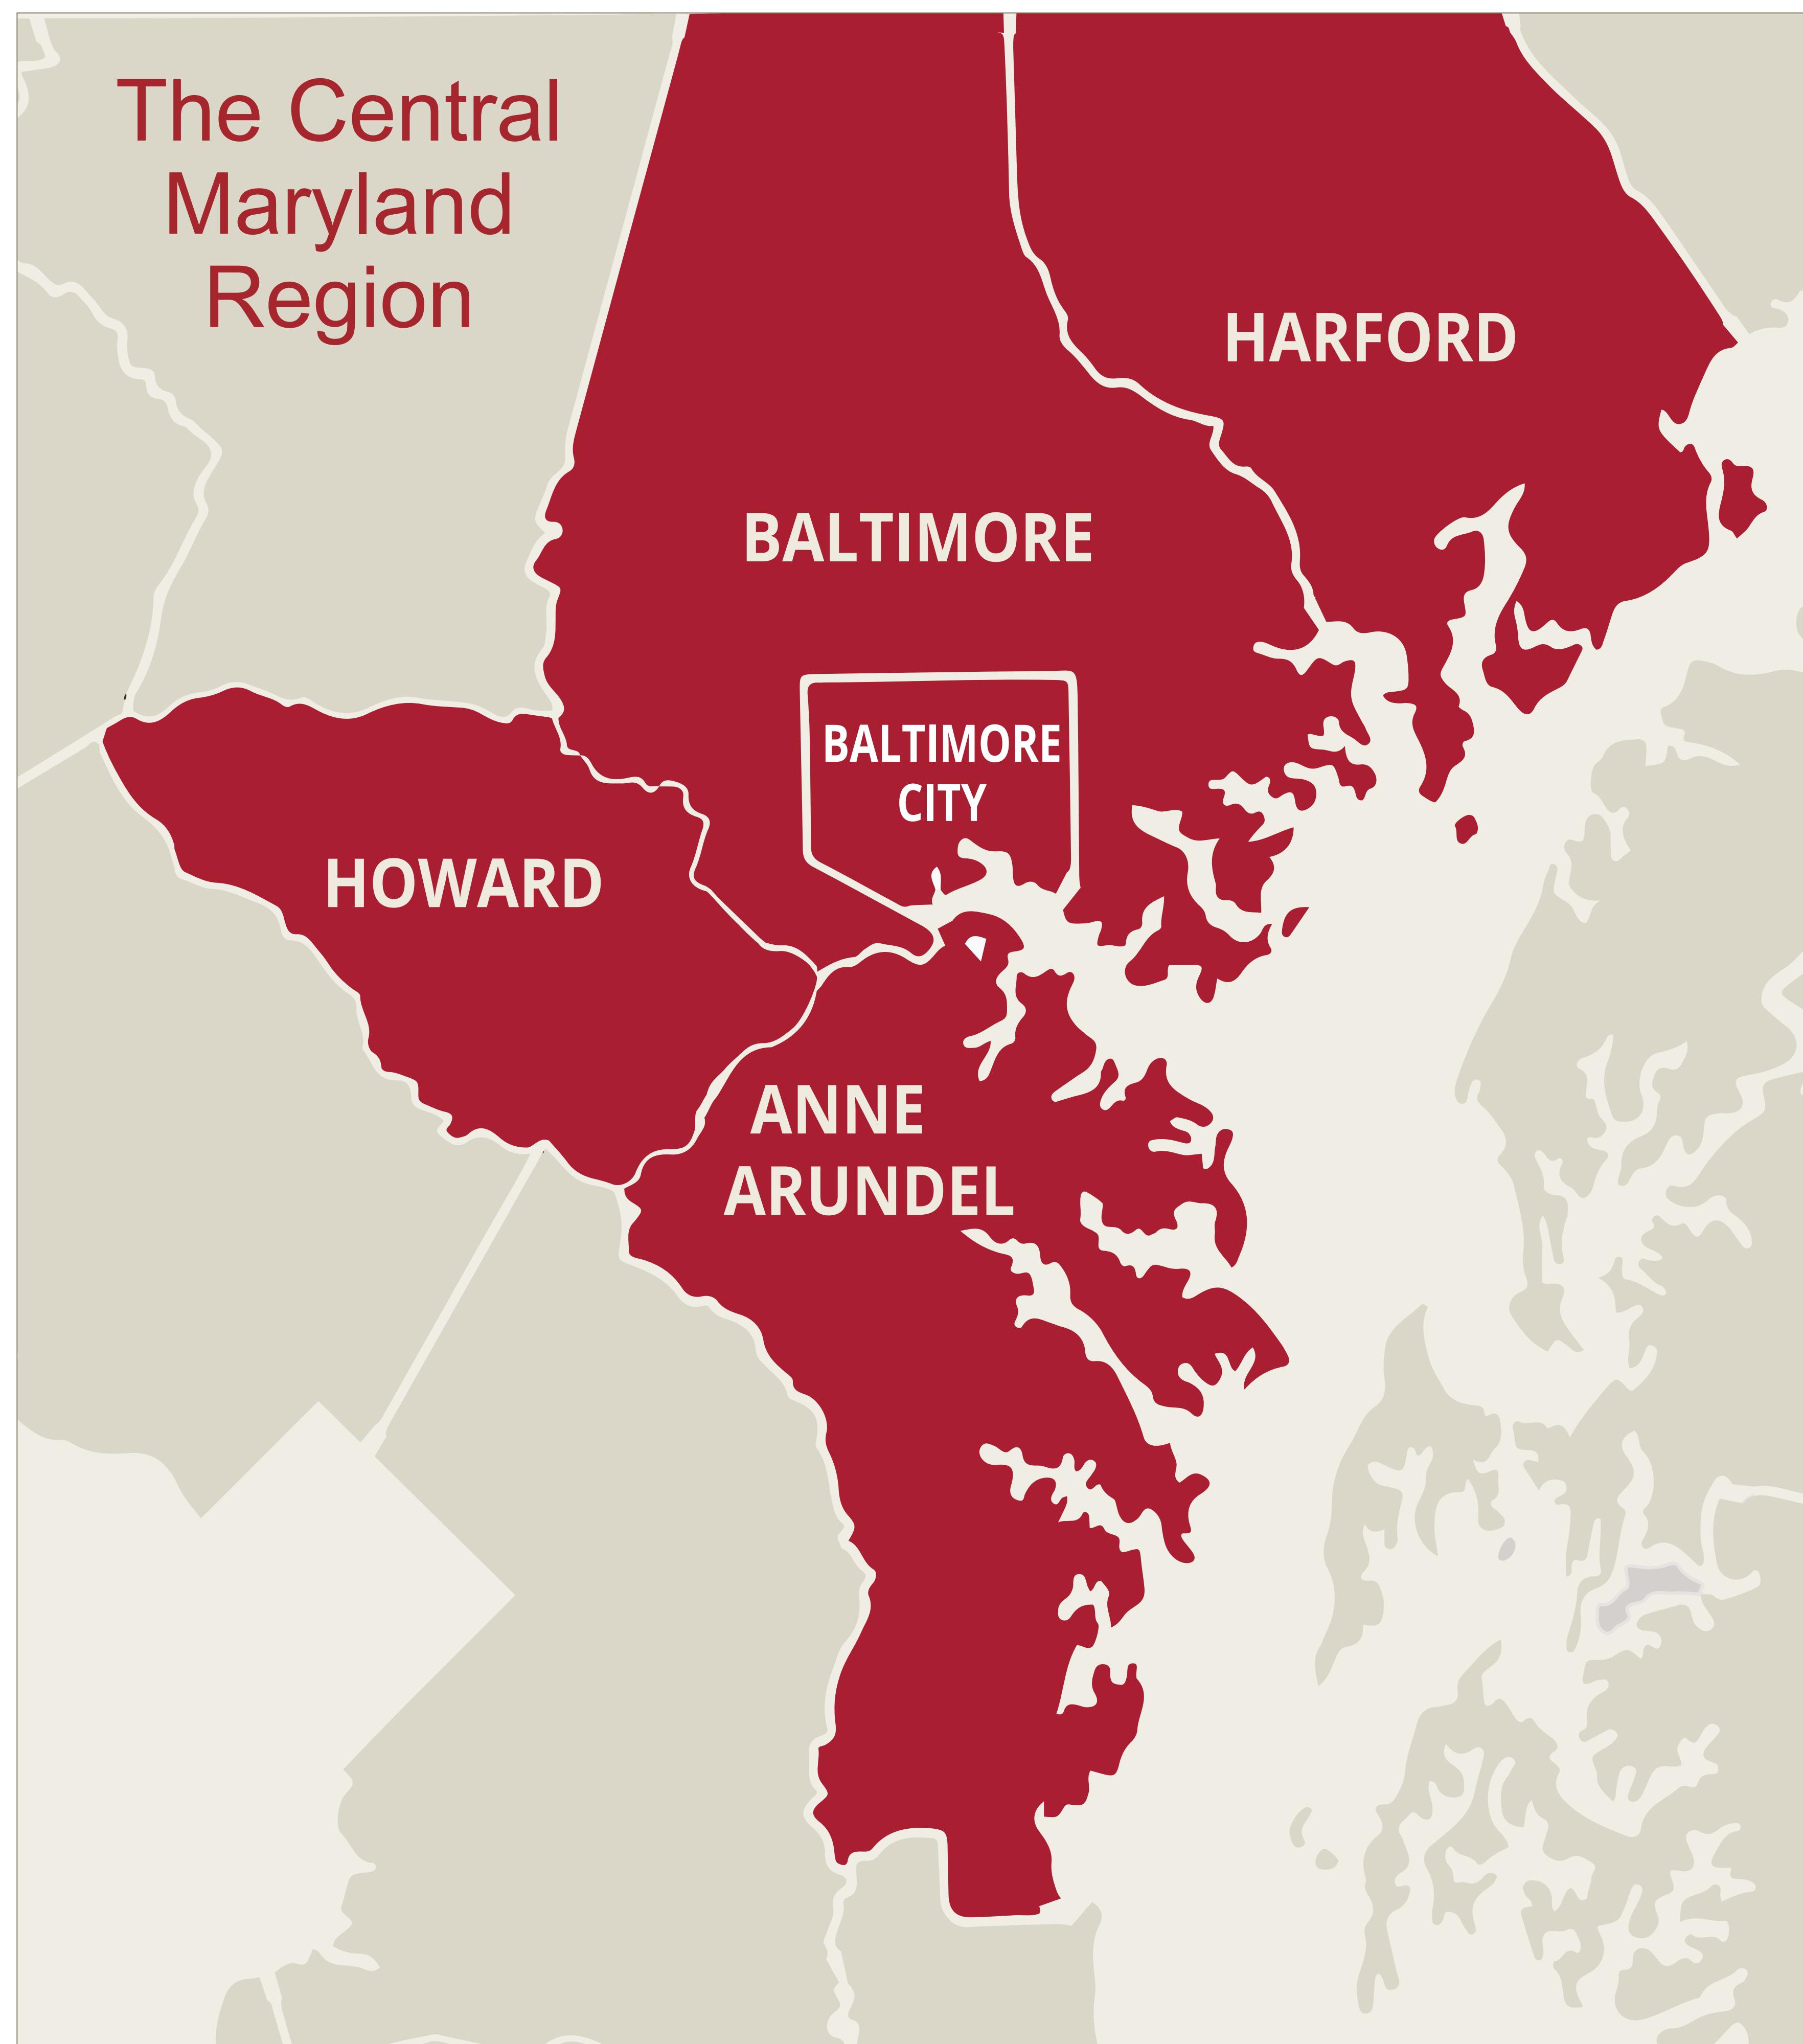 The Central
Maryland
Region
HARFORD
BALTIMORE
BALTIMORE
CITY
HOWARD
ANNE
ARUNDEL